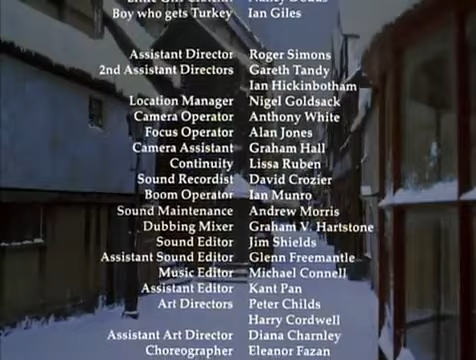 Boy who gets Turkey Ian Giles
Assistant Director Roger Simons
2nd Assistant Directors Gareth Tandy
Ian Hickinbotham
Location Manager Nigel Goldsack
Camera Operator Anthony White
Focus Operator Alan Jones
Camera Assistant Graham Hall
Continuity Lissa Ruben
Sound Recordist David Crozier
Boom Operator Ian Munro
Sound Maintenance Andrew Morris
Dubbing Mixer Graham V. Hartstone
Sound Editor Jim Shields
Assistant Sound Editor Glenn Freemantle
Music Editor Michael Connell
Assistant Editor Kant Pan
Art Directors Peter Childs
Harry Cordwell
Assistant Art Director Diana Charnley
Choreographer Eleanor Fazan